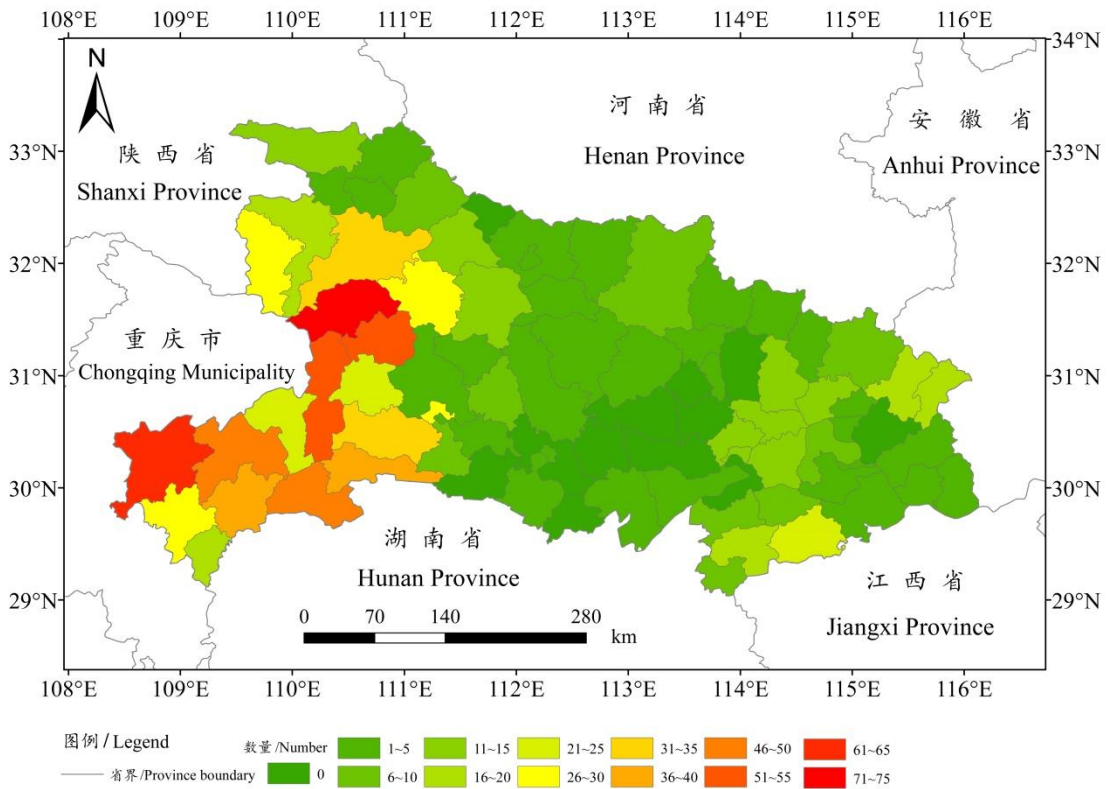 108°E 109°E 110°E 111°E 112°E 113°E 114°E 115°E 116°E
34°N
N
河 南 省
安 徽 省
33°N 33°N
陕 西 省
Henan Province
Anhui Province
Shanxi Province
32°N 32°N
重 庆 市
31°N 31°N
Chongqing Municipality
30°N 30°N
湖 南 省
Hunan Province
江 西 省
29°N 29°N
0 70 140 280
km
Jiangxi Province
108°E 109°E 110°E 111°E 112°E 113°E 114°E 115°E 116°E
图例 / Legend
数量 /Number
1~5 11~15 21~25 31~35 46~50 61~65
省界 /Province boundary
0 6~10 16~20 26~30 36~40 51~55 71~75